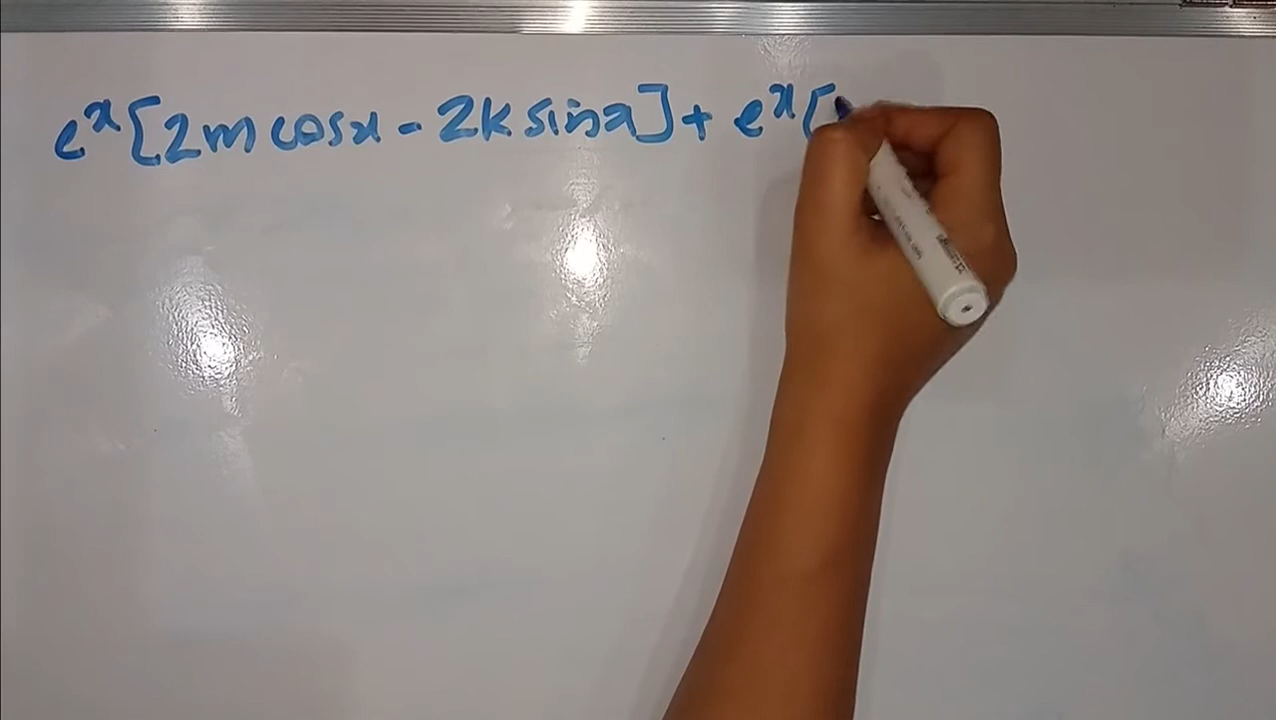 e^x [2m cosx - 2k sinx] + e^x [